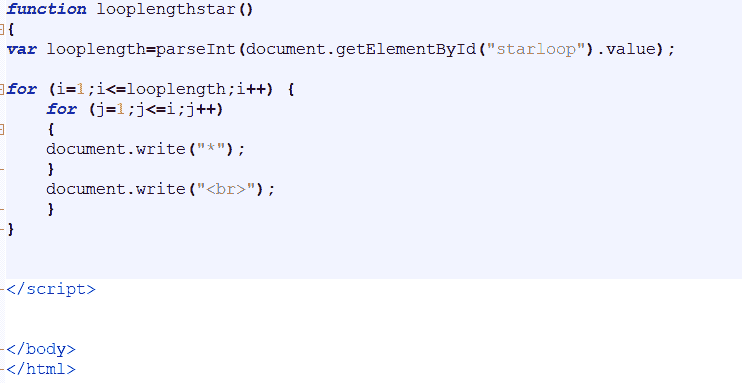 function looplengthstar()
{
var looplength=parseInt(document.getElementById("starloop").value);
for (i=1;i<=looplength;i++) {
for (j=1;j<=i;j++)
{
document.write("*");
}
document.write("<br>");
}
}
</script>
</body>
</html>